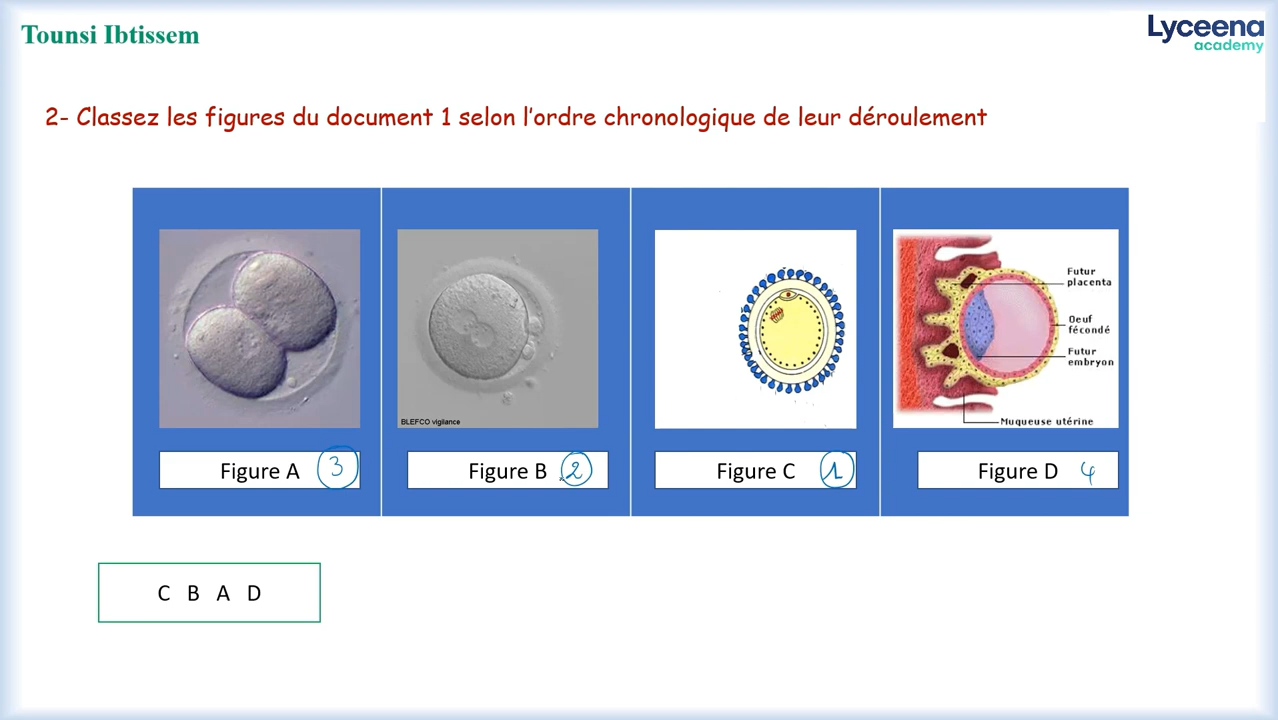 Tounsi Ibtissem
Lyceena
academy
2- Classez les figures du document 1 selon l'ordre chronologique de leur déroulement
Futur
placenta
Oeuf
fécondé
Futur
embryon
BLEFCO vigilance
Muqueuse utérine
Figure A 3
Figure B 2
Figure C 1
Figure D 4
C B A D